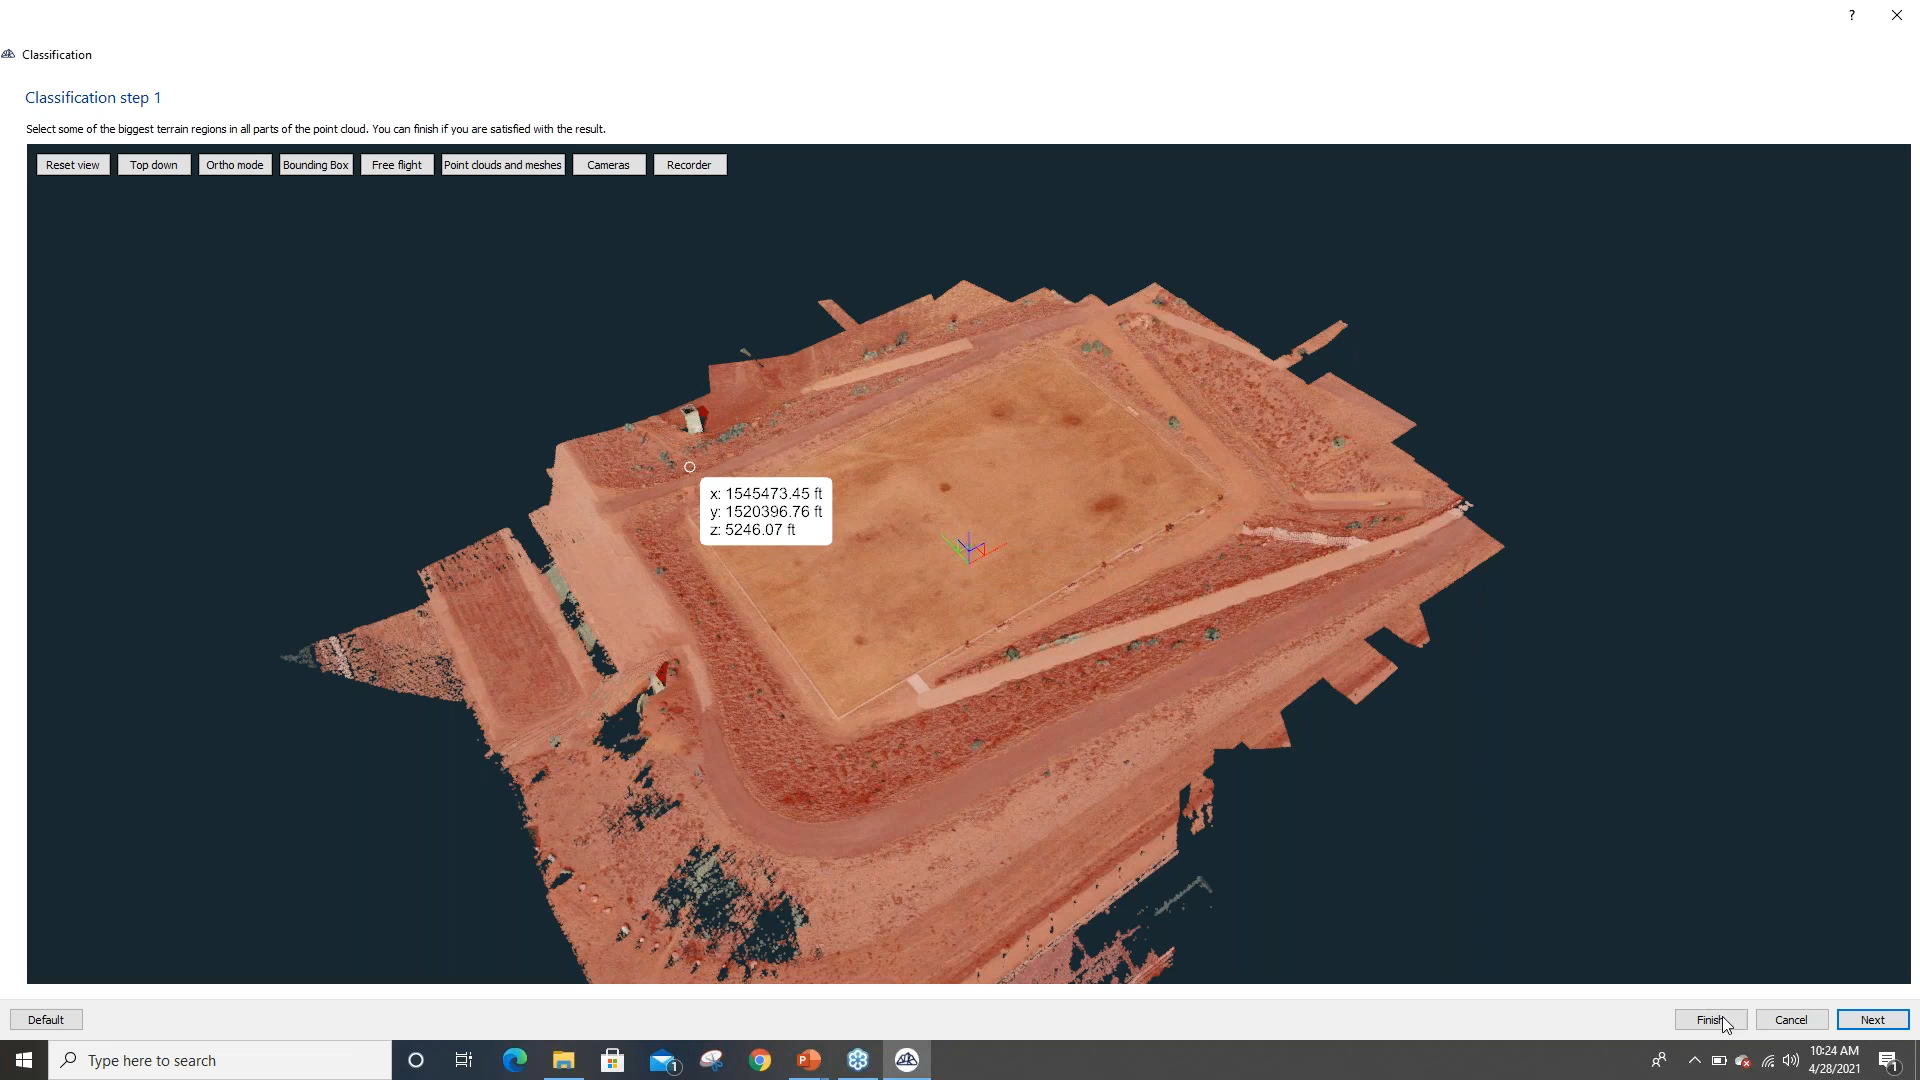 ?
Classification
Classification step 1
Select some of the biggest terrain regions in all parts of the point cloud. You can finish if you are satisfied with the result.
Reset view
Top down
Ortho mode
Bounding Box
Free flight
Point clouds and meshes
Cameras
Recorder
x: 1545473.45 ft
y: 1520396.76 ft
z: 5246.07 ft
Default
Finish
Cancel
Next
Type here to search
1
P
10:24 AM
4/28/2021
1